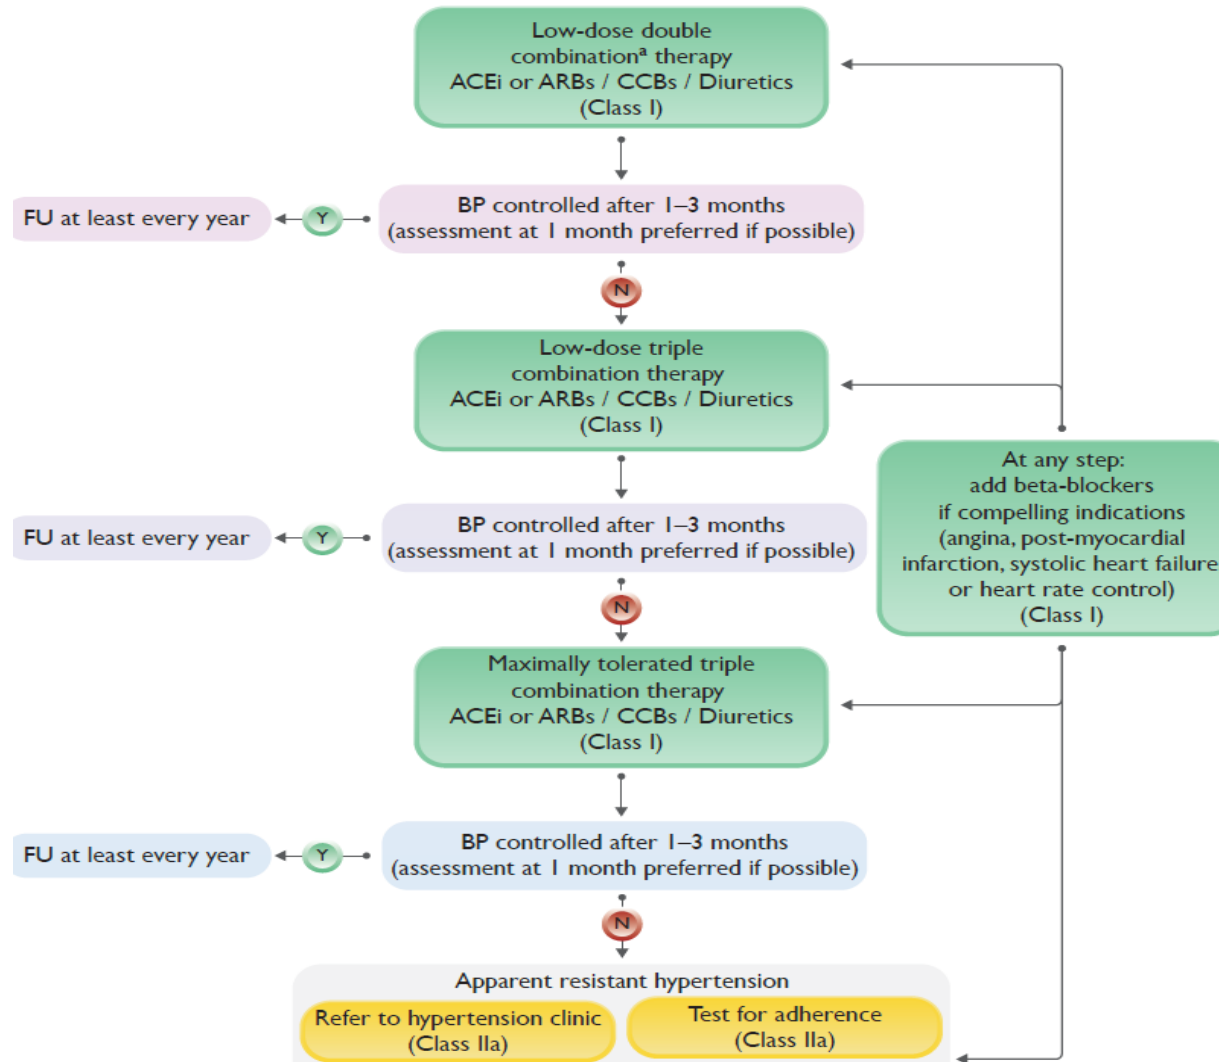 Low-dose double
combinationᵃ therapy
ACEi or ARBs / CCBs / Diuretics
(Class I)
FU at least every year
Y
BP controlled after 1–3 months
(assessment at 1 month preferred if possible)
N
Low-dose triple
combination therapy
ACEi or ARBs / CCBs / Diuretics
(Class I)
At any step:
add beta-blockers
if compelling indications
(angina, post-myocardial
infarction, systolic heart failure
or heart rate control)
(Class I)
FU at least every year
Y
BP controlled after 1–3 months
(assessment at 1 month preferred if possible)
N
Maximally tolerated triple
combination therapy
ACEi or ARBs / CCBs / Diuretics
(Class I)
FU at least every year
Y
BP controlled after 1–3 months
(assessment at 1 month preferred if possible)
N
Apparent resistant hypertension
Refer to hypertension clinic
(Class IIa)
Test for adherence
(Class IIa)